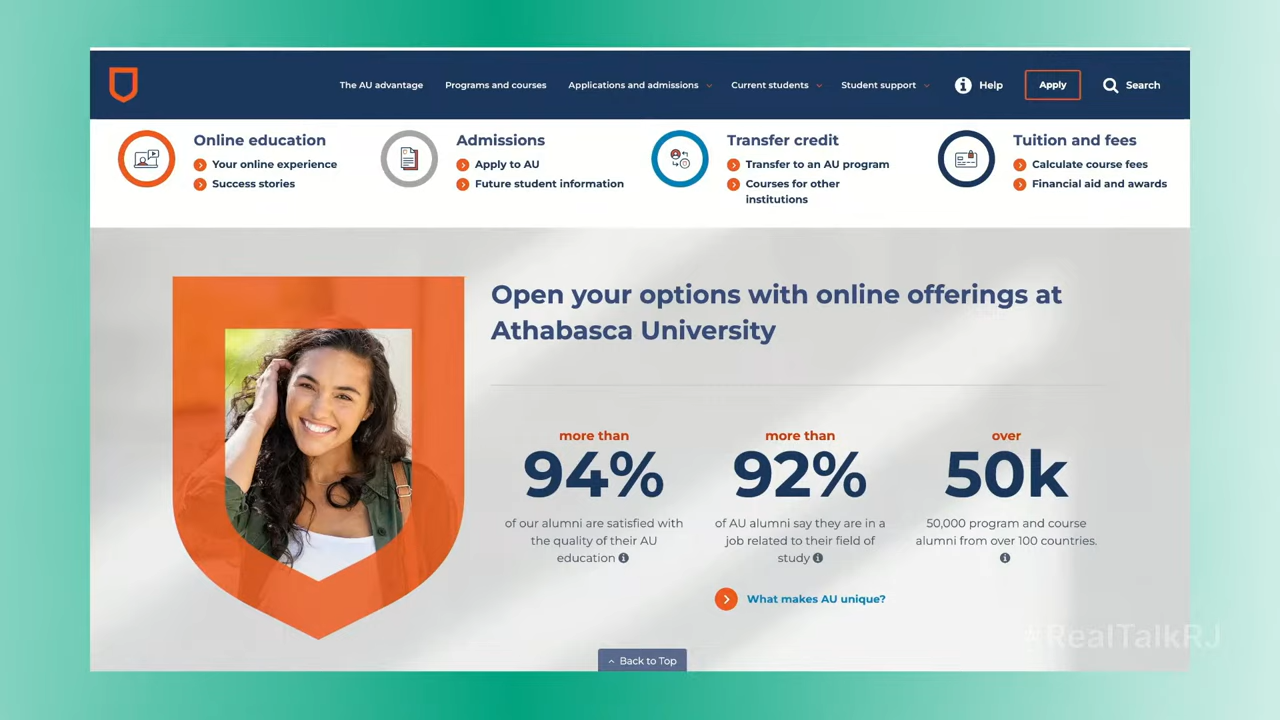 The AU advantage
Programs and courses
Applications and admissions
Current students
Student support
Help
Apply
Search
Online education
Your online experience
Success stories
Admissions
Apply to AU
Future student information
Transfer credit
Transfer to an AU program
Courses for other
institutions
Tuition and fees
Calculate course fees
Financial aid and awards
Open your options with online offerings at
Athabasca University
more than
94%
of our alumni are satisfied with
the quality of their AU
education
more than
92%
of AU alumni say they are in a
job related to their field of
study
over
50k
50,000 program and course
alumni from over 100 countries.
What makes AU unique?
Back to Top
#RealTalkRJ